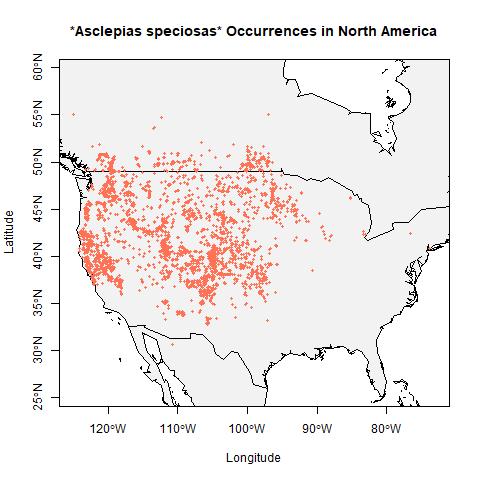 *Asclepias speciosas* Occurrences in North America
60°N
55°N
50°N
45°N
40°N
35°N
30°N
25°N
Latitude
120°W
110°W
100°W
90°W
80°W
Longitude